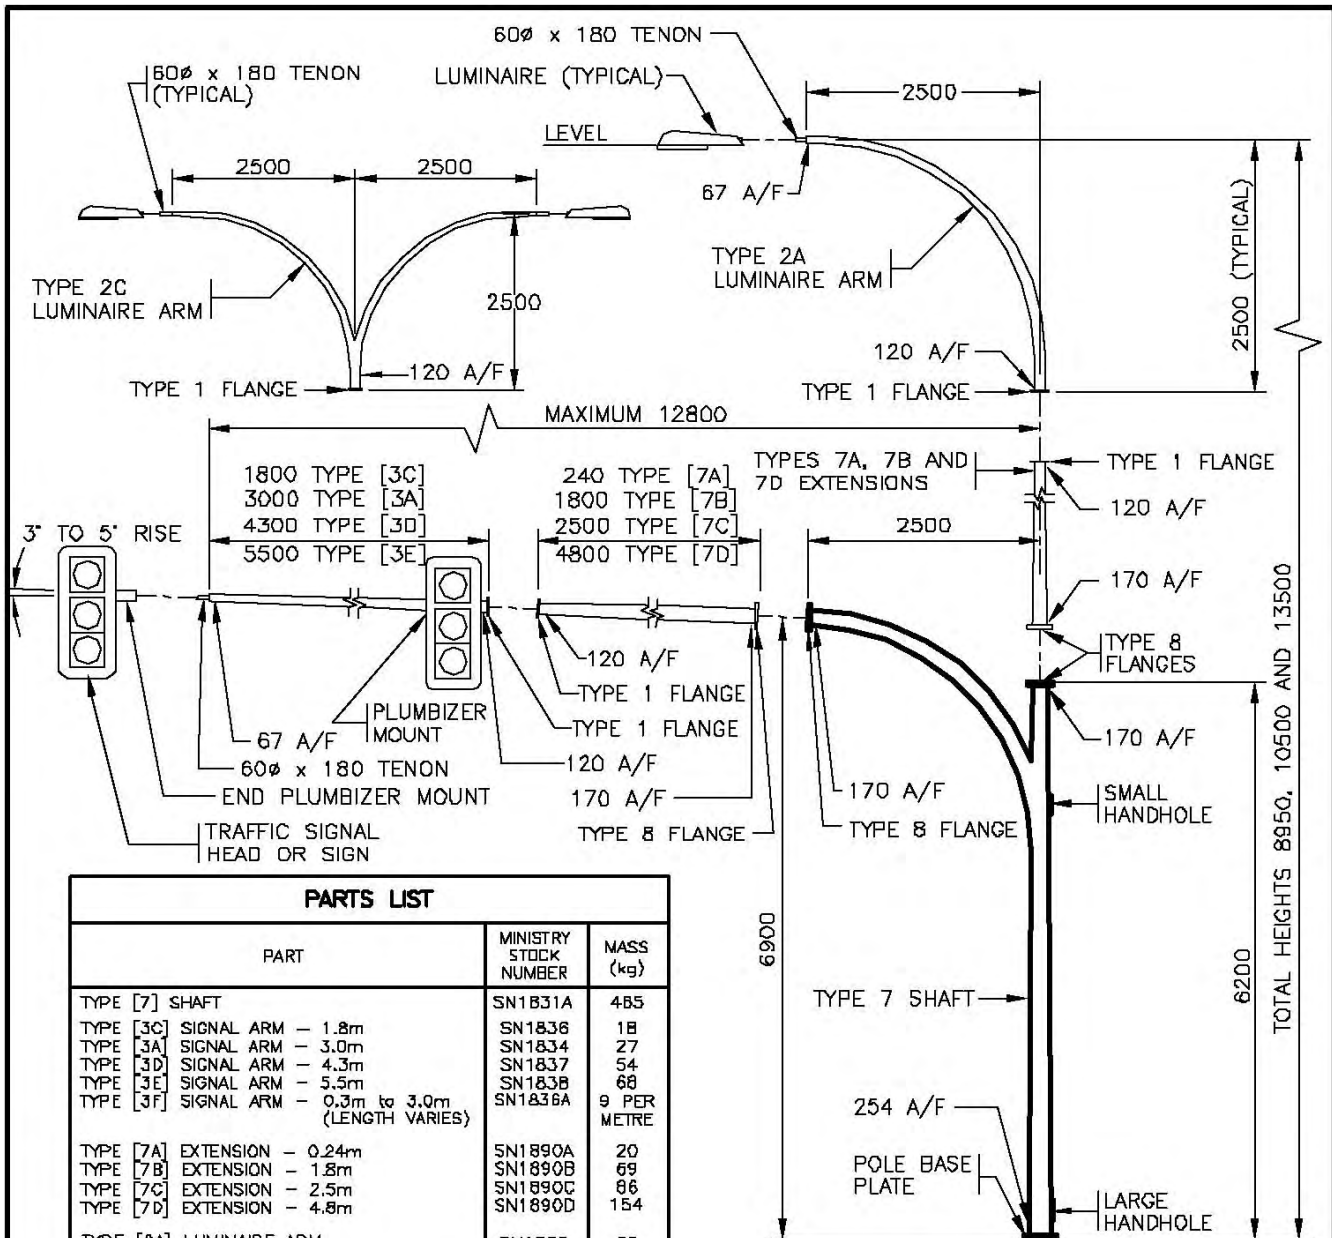 60ø x 180 TENON
60ø x 180 TENON
(TYPICAL)
LUMINAIRE (TYPICAL)
2500
LEVEL
2500
2500
67 A/F
TYPE 2A
LUMINAIRE ARM
2500 (TYPICAL)
TYPE 2C
LUMINAIRE ARM
2500
120 A/F
120 A/F
TYPE 1 FLANGE
TYPE 1 FLANGE
MAXIMUM 12800
1800 TYPE [3C]
3000 TYPE [3A]
4300 TYPE [3D]
5500 TYPE [3E]
240 TYPE [7A]
1800 TYPE [7B]
2500 TYPE [7C]
4800 TYPE [7D]
TYPES 7A, 7B AND
7D EXTENSIONS
TYPE 1 FLANGE
120 A/F
2500
3° TO 5° RISE
170 A/F
TYPE 8
FLANGES
120 A/F
TYPE 1 FLANGE
PLUMBIZER
MOUNT
TYPE 1 FLANGE
67 A/F
120 A/F
170 A/F
60ø x 180 TENON
END PLUMBIZER MOUNT
170 A/F
170 A/F
SMALL
HANDHOLE
TRAFFIC SIGNAL
HEAD OR SIGN
TYPE 8 FLANGE
TYPE 8 FLANGE
TOTAL HEIGHTS 8950, 10500 AND 13500
6900
6200
TYPE 7 SHAFT
254 A/F
POLE BASE
PLATE
LARGE
HANDHOLE
PARTS LIST
PART MINISTRY STOCK NUMBER MASS (kg)
TYPE [7] SHAFT SN1831A 485
TYPE [3C] SIGNAL ARM – 1.8m SN1836 18
TYPE [3A] SIGNAL ARM – 3.0m SN1834 27
TYPE [3D] SIGNAL ARM – 4.3m SN1837 54
TYPE [3E] SIGNAL ARM – 5.5m SN1838 68
TYPE [3F] SIGNAL ARM – 0.3m to 3.0m SN1836A 9 PER
(LENGTH VARIES) METRE
TYPE [7A] EXTENSION – 0.24m SN1890A 20
TYPE [7B] EXTENSION – 1.8m SN1890B 69
TYPE [7C] EXTENSION – 2.5m SN1890C 86
TYPE [7D] EXTENSION – 4.8m SN1890D 154